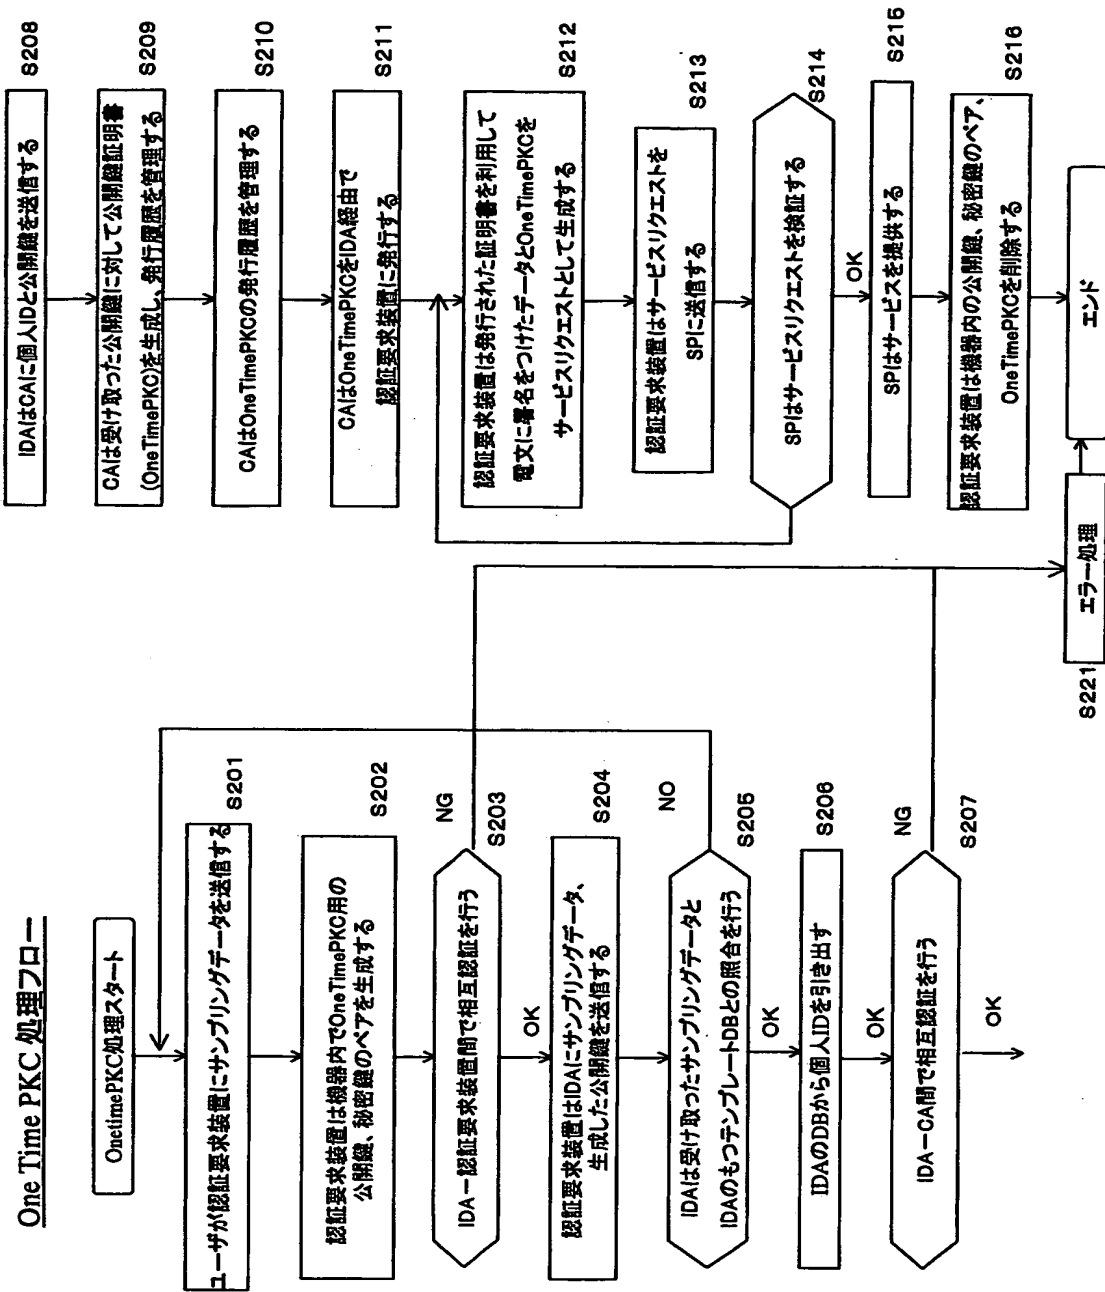 One Time PKC 処理フロー
OnetimePKC処理スタート
ユーザが認証要求装置にサンプリングデータを送信する
S201
認証要求装置は機器内でOneTimePKC用の
公開鍵、秘密鍵のペアを生成する
S202
IDA－認証要求装置間で相互認証を行う
NG
S203
OK
認証要求装置はIDAにサンプリングデータ、
生成した公開鍵を送信する
S204
IDAは受け取ったサンプリングデータと
IDAのもつテンプレートDBとの照合を行う
NO
S205
OK
IDAのDBから個人IDを引き出す
S206
OK
IDA－CA間で相互認証を行う
NG
S207
OK
IDAはCAに個人IDと公開鍵を送信する
S208
CAは受け取った公開鍵に対して公開鍵証明書
(OneTimePKC)を生成し、発行履歴を管理する
S209
CAはOneTimePKCの発行履歴を管理する
S210
CAはOneTimePKCをIDA経由で
認証要求装置に発行する
S211
認証要求装置は発行された証明書を利用して
電文に署名をつけたデータとOneTimePKCを
サービスリクエストとして生成する
S212
認証要求装置はサービスリクエストを
SPに送信する
S213
SPはサービスリクエストを検証する
S214
OK
SPはサービスを提供する
S215
認証要求装置は機器内の公開鍵、秘密鍵のペア、
OneTimePKCを削除する
S216
エラー処理
S221
エンド